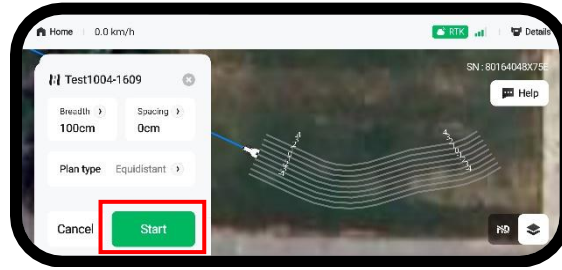 Home 0.0 km/h RTK Details
SN : 80164048X75E
Test1004-1609
Help
Breadth > Spacing >
100cm 0cm
Plan type Equidistant >
Cancel Start